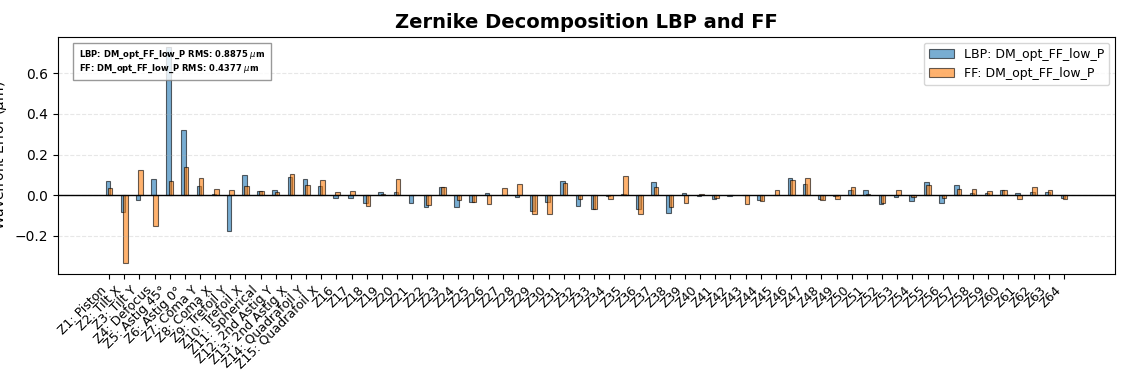 Zernike Decomposition LBP and FF
LBP: DM_opt_FF_low_P RMS: 0.8875 μm
FF: DM_opt_FF_low_P RMS: 0.4377 μm
LBP: DM_opt_FF_low_P
FF: DM_opt_FF_low_P
0.6
0.4
0.2
0.0
−0.2
Z1: Piston
Z2: Tilt X
Z3: Tilt Y
Z4: Defocus
Z5: Astig 45°
Z6: Astig 0°
Z7: Coma Y
Z8: Coma X
Z9: Trefoil Y
Z10: Trefoil X
Z11: Spherical
Z12: 2nd Astig Y
Z13: 2nd Astig X
Z14: Quadrafoil Y
Z15: Quadrafoil X
Z16
Z17
Z18
Z19
Z20
Z21
Z22
Z23
Z24
Z25
Z26
Z27
Z28
Z29
Z30
Z31
Z32
Z33
Z34
Z35
Z36
Z37
Z38
Z39
Z40
Z41
Z42
Z43
Z44
Z45
Z46
Z47
Z48
Z49
Z50
Z51
Z52
Z53
Z54
Z55
Z56
Z57
Z58
Z59
Z60
Z61
Z62
Z63
Z64